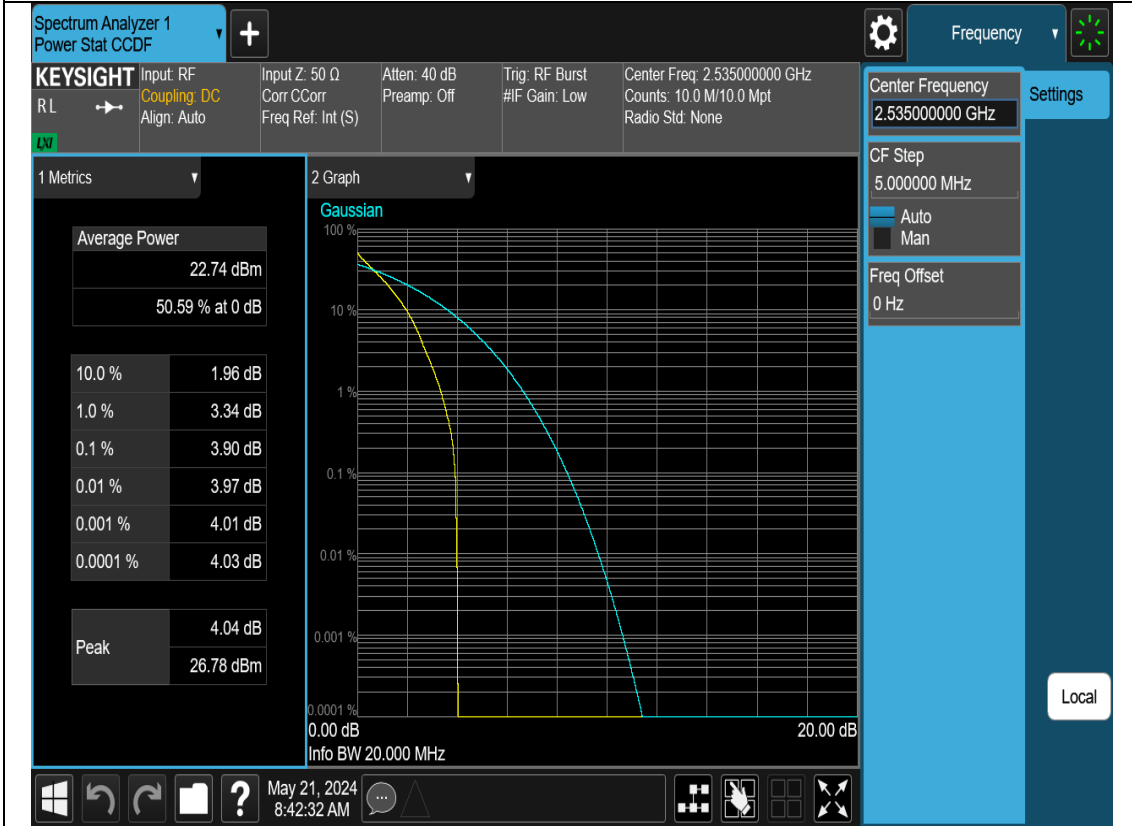 Spectrum Analyzer 1
Power Stat CCDF
+
Frequency
KEYSIGHT
RL
LXI
Input: RF
Coupling: DC
Align: Auto
Input Z: 50 Ω
Corr CCorr
Freq Ref: Int (S)
Atten: 40 dB
Preamp: Off
Trig: RF Burst
#IF Gain: Low
Center Freq: 2.535000000 GHz
Counts: 10.0 M/10.0 Mpt
Radio Std: None
Center Frequency
2.535000000 GHz
Settings
CF Step
5.000000 MHz
Auto
Man
Freq Offset
0 Hz
Local
1 Metrics
Average Power
22.74 dBm
50.59 % at 0 dB
10.0 % 1.96 dB
1.0 % 3.34 dB
0.1 % 3.90 dB
0.01 % 3.97 dB
0.001 % 4.01 dB
0.0001 % 4.03 dB
Peak
4.04 dB
26.78 dBm
2 Graph
Gaussian
100 %
10 %
1 %
0.1 %
0.01 %
0.001 %
0.0001 %
0.00 dB 20.00 dB
Info BW 20.000 MHz
?
May 21, 2024
8:42:32 AM